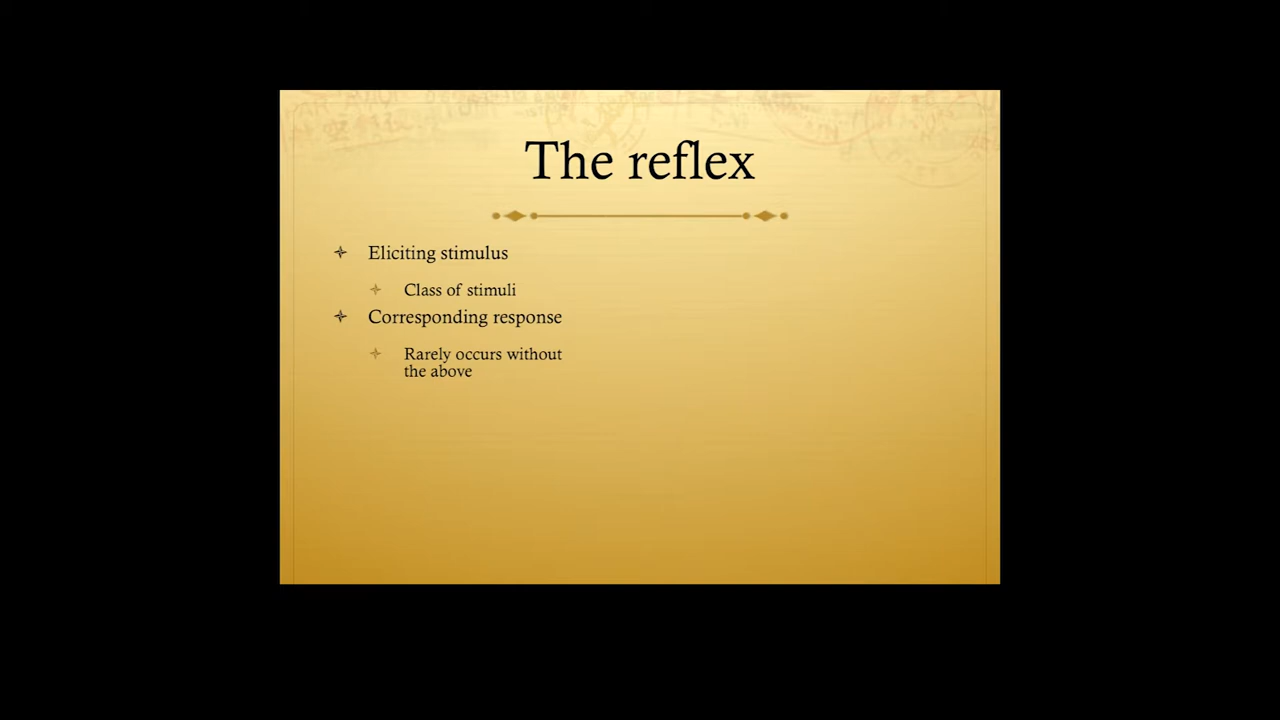 The reflex
Eliciting stimulus
Class of stimuli
Corresponding response
Rarely occurs without
the above